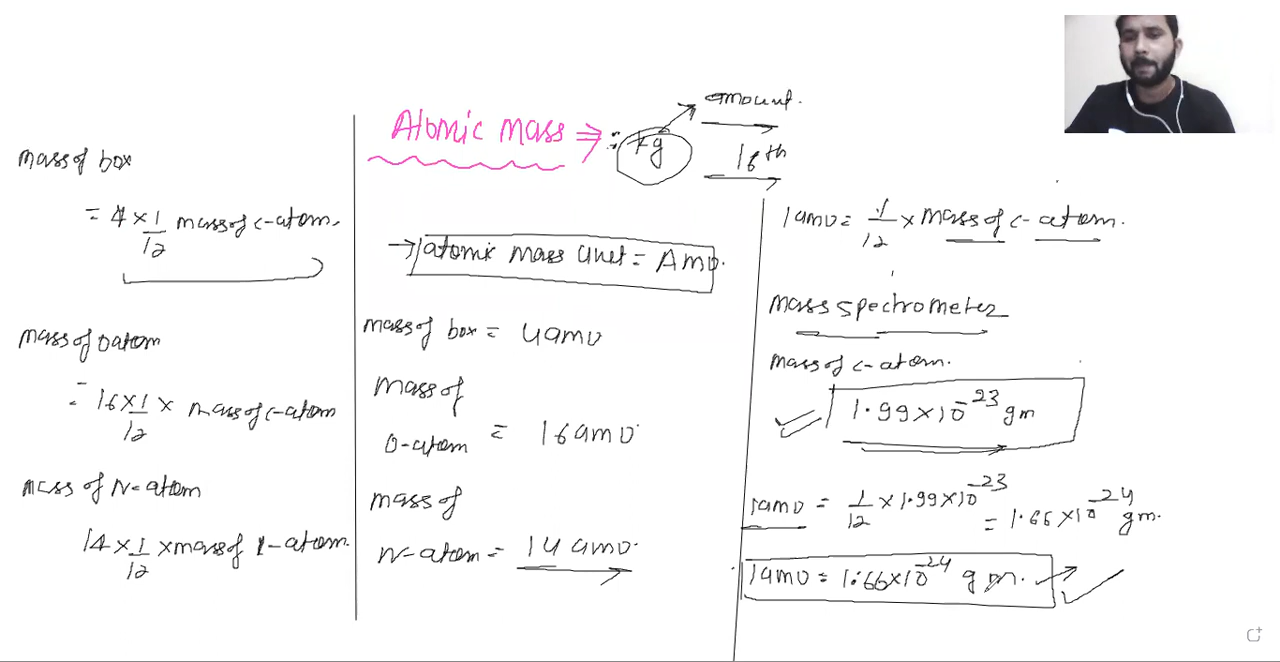 mass of box
= 4 × 1/12 mass of c-atom.
mass of O atom
= 16 × 1/12 × mass of c-atom
mass of N-atom
14 × 1/12 × mass of c-atom.
Atomic mass ⇒ : kg
amount.
16th
→ atomic mass unit = Amu.
mass of box = 4amu
mass of
O-atom = 16amu
mass of
N-atom = 14 amu.
1amu = 1/12 × mass of c-atom.
mass spectrometer
mass of c-atom.
1.99×10^-23 gm
1amu = 1/12 × 1.99×10^-23
= 1.66×10^-24 gm.
1amu = 1.66×10^-24 gm.